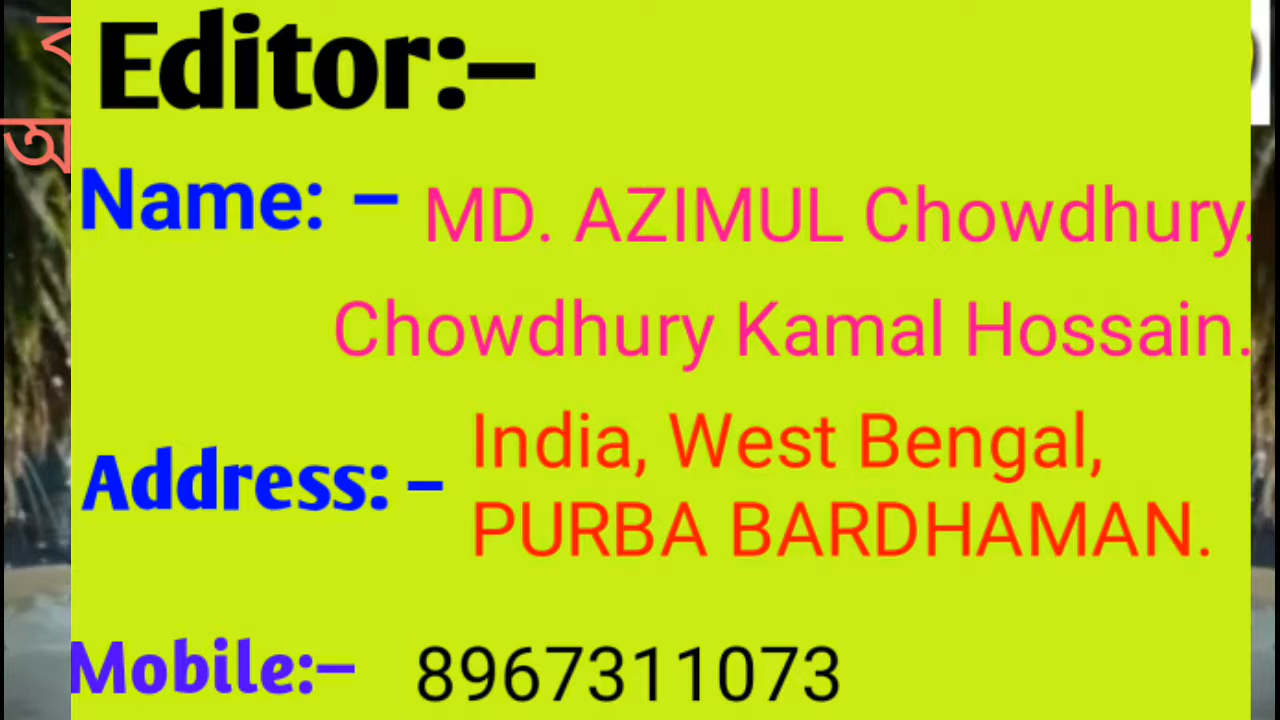 Editor:–
Name: – MD. AZIMUL Chowdhury.
Chowdhury Kamal Hossain.
Address: – India, West Bengal,
PURBA BARDHAMAN.
Mobile:– 8967311073